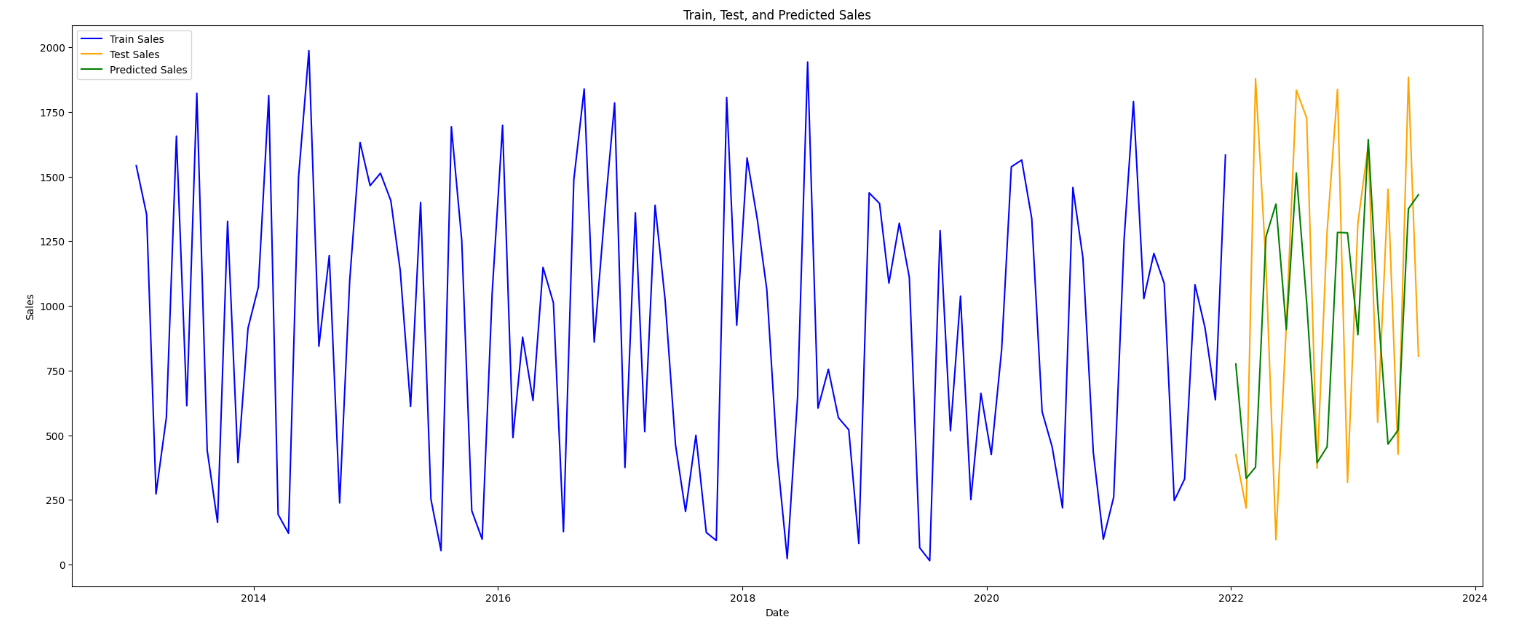 Train, Test, and Predicted Sales
Train Sales
Test Sales
Predicted Sales
2000
1750
1500
1250
1000
750
500
250
0
Sales
2014
2016
2018
2020
2022
2024
Date